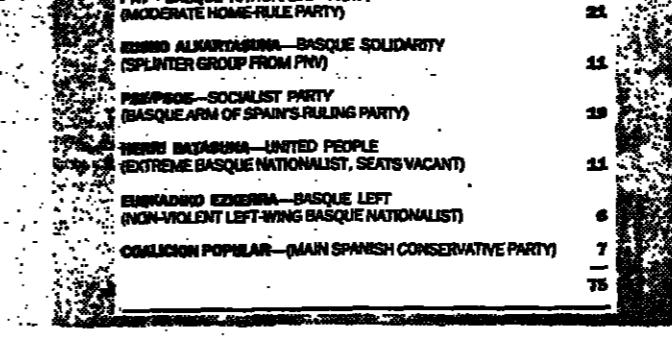 (MODERATE HOME-RULE PARTY) 21
EUSKO ALKARTASUNA—BASQUE SOLIDARITY
(SPLINTER GROUP FROM PNV) 11
PSE/PSOE—SOCIALIST PARTY
(BASQUE ARM OF SPAIN'S RULING PARTY) 19
HERRI BATASUNA—UNITED PEOPLE
(EXTREME BASQUE NATIONALIST, SEATS VACANT) 11
EUSKADIKO EZKERRA—BASQUE LEFT
(NON-VIOLENT LEFT-WING BASQUE NATIONALIST) 6
COALICION POPULAR—(MAIN SPANISH CONSERVATIVE PARTY) 7
75